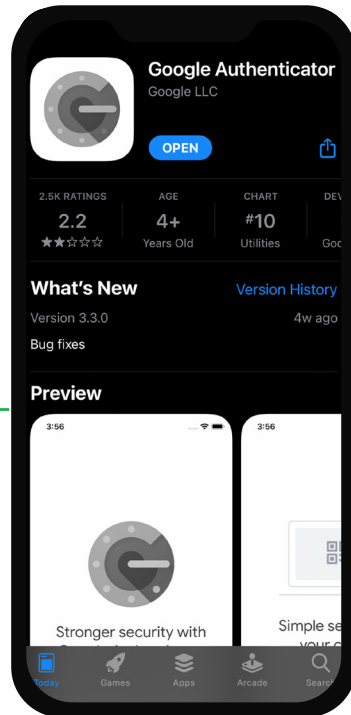 Google Authenticator
Google LLC
OPEN
2.5K RATINGS
AGE
CHART
DEV
2.2
4+
#10
Years Old
Utilities
Goo
What's New
Version History
Version 3.3.0
4w ago
Bug fixes
Preview
3:56
3:56
Stronger security with
Simple se
Today
Games
Apps
Arcade
Search